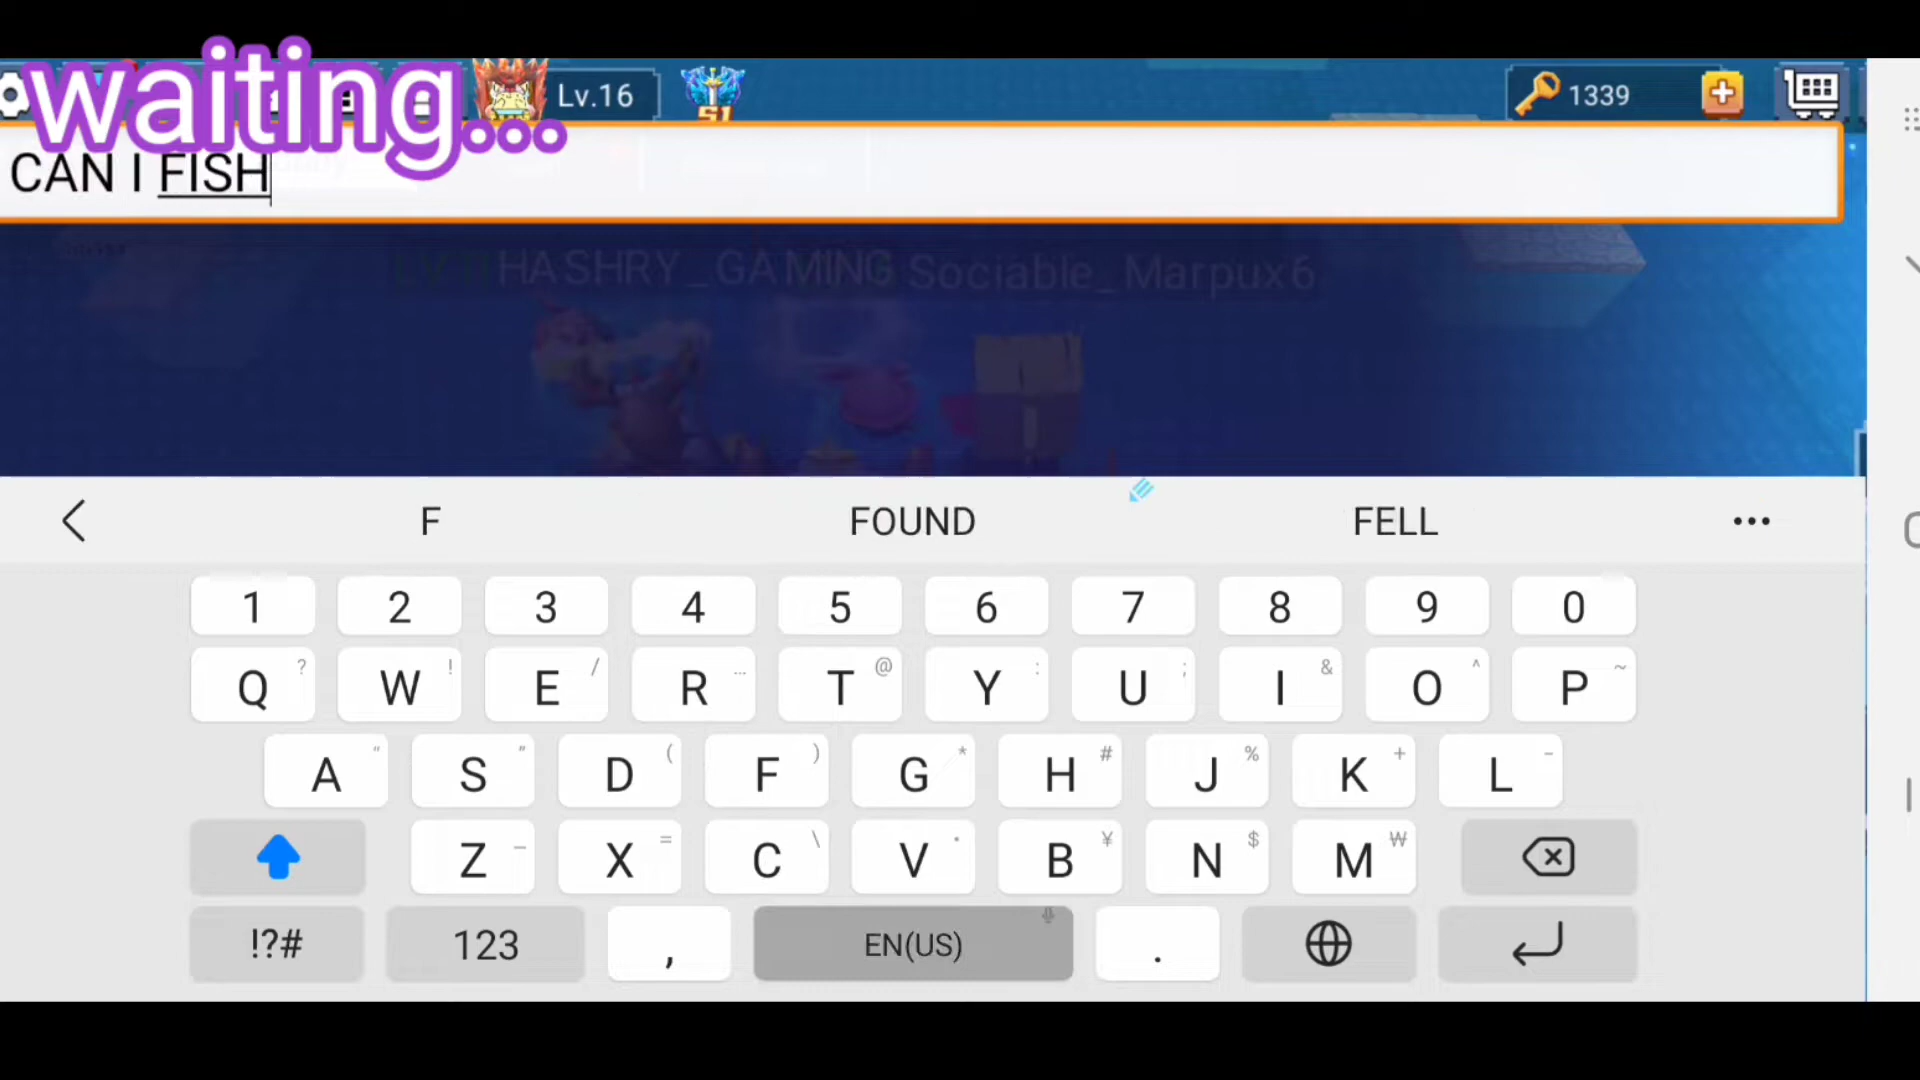 waiting...
Lv.16
S1
1339
CAN I FISH
HASHRY_GAMING Sociable_Marpux6
F FOUND FELL ...
1 2 3 4 5 6 7 8 9 0
Q ? W ! E / R ... T @ Y : U ; I & O ^ P ~
A " S " D ( F ) G * H # J % K + L -
Z _ X = C \ V · B ¥ N $ M ₩
!?# 123 , EN(US) .